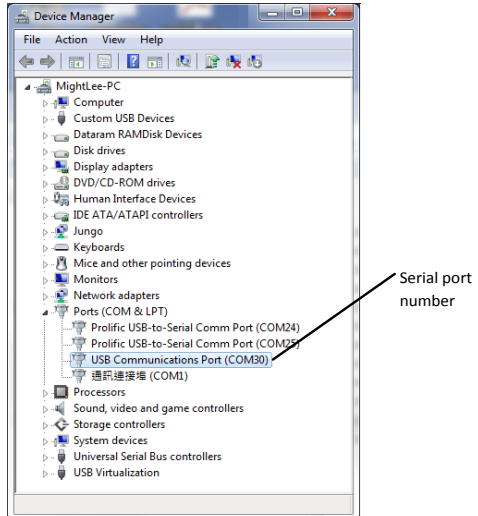 Device Manager
File Action View Help
MightLee-PC
Computer
Custom USB Devices
Dataram RAMDisk Devices
Disk drives
Display adapters
DVD/CD-ROM drives
Human Interface Devices
IDE ATA/ATAPI controllers
Jungo
Keyboards
Mice and other pointing devices
Monitors
Network adapters
Ports (COM & LPT)
Prolific USB-to-Serial Comm Port (COM24)
Prolific USB-to-Serial Comm Port (COM25)
USB Communications Port (COM30)
通訊連接埠 (COM1)
Processors
Sound, video and game controllers
Storage controllers
System devices
Universal Serial Bus controllers
USB Virtualization
Serial port
number